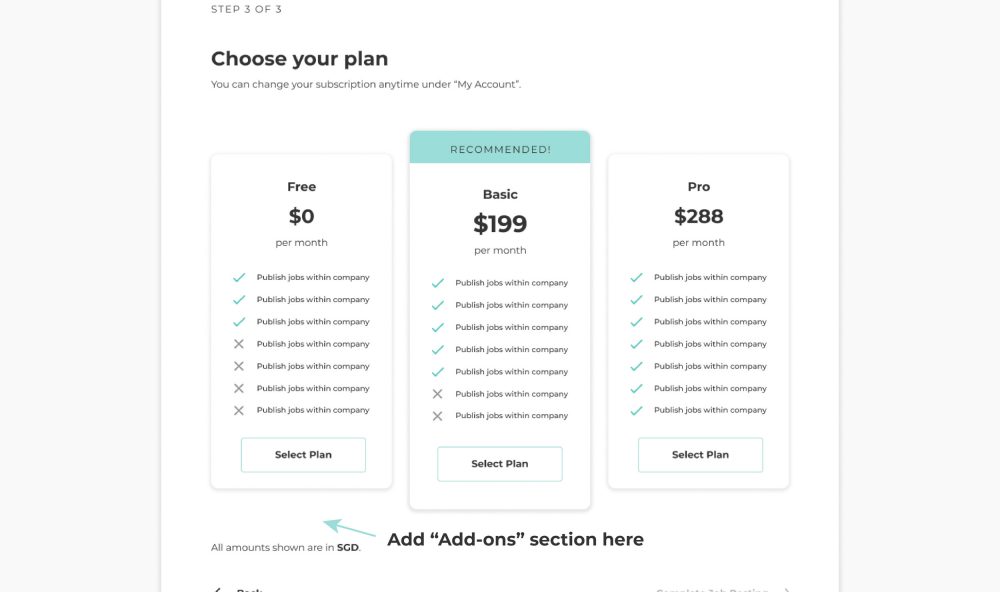 STEP 3 OF 3
Choose your plan
You can change your subscription anytime under “My Account”.
Free
$0
per month
Publish jobs within company
Publish jobs within company
Publish jobs within company
Publish jobs within company
Publish jobs within company
Publish jobs within company
Publish jobs within company
Select Plan
RECOMMENDED!
Basic
$199
per month
Publish jobs within company
Publish jobs within company
Publish jobs within company
Publish jobs within company
Publish jobs within company
Publish jobs within company
Publish jobs within company
Select Plan
Pro
$288
per month
Publish jobs within company
Publish jobs within company
Publish jobs within company
Publish jobs within company
Publish jobs within company
Publish jobs within company
Publish jobs within company
Select Plan
Add “Add-ons” section here
All amounts shown are in SGD.
Back
Complete Job Posting